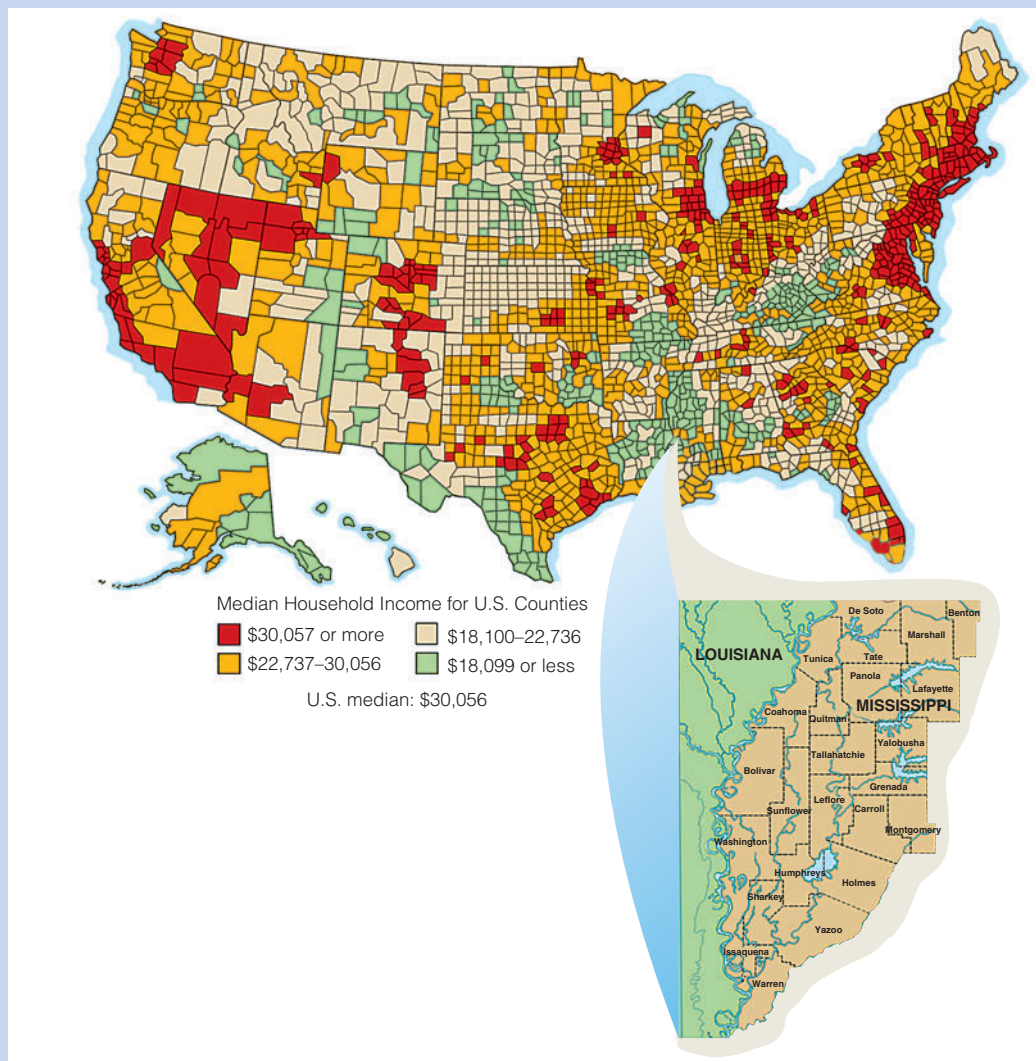 Median Household Income for U.S. Counties
$30,057 or more
$18,100–22,736
$22,737–30,056
$18,099 or less
U.S. median: $30,056
De Soto
Benton
Marshall
LOUISIANA
Tunica
Tate
Panola
Lafayette
MISSISSIPPI
Coahoma
Quitman
Yalobusha
Tallahatchie
Bolivar
Grenada
Leflore
Sunflower
Carroll
Montgomery
Washington
Humphreys
Holmes
Sharkey
Yazoo
Issaquena
Warren